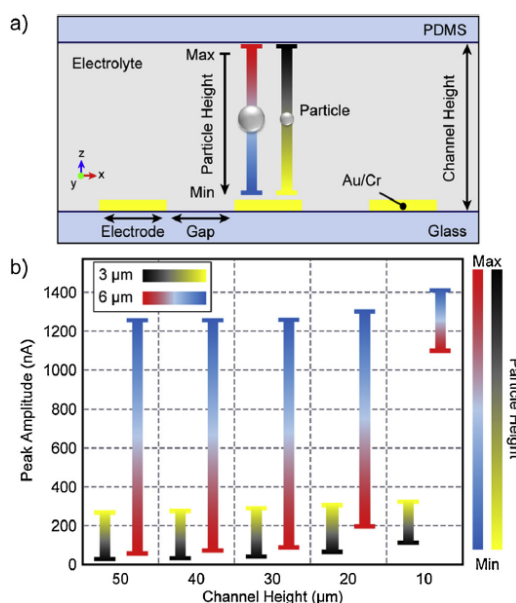 a)
PDMS
Electrolyte
Max
Particle Height
Particle
Channel Height
z
y
x
Min
Au/Cr
Electrode
Gap
Glass
b)
3 µm
6 µm
Max
1400
1200
1000
800
600
400
200
0
Peak Amplitude (nA)
Particle Height
Min
50 40 30 20 10
Channel Height (µm)